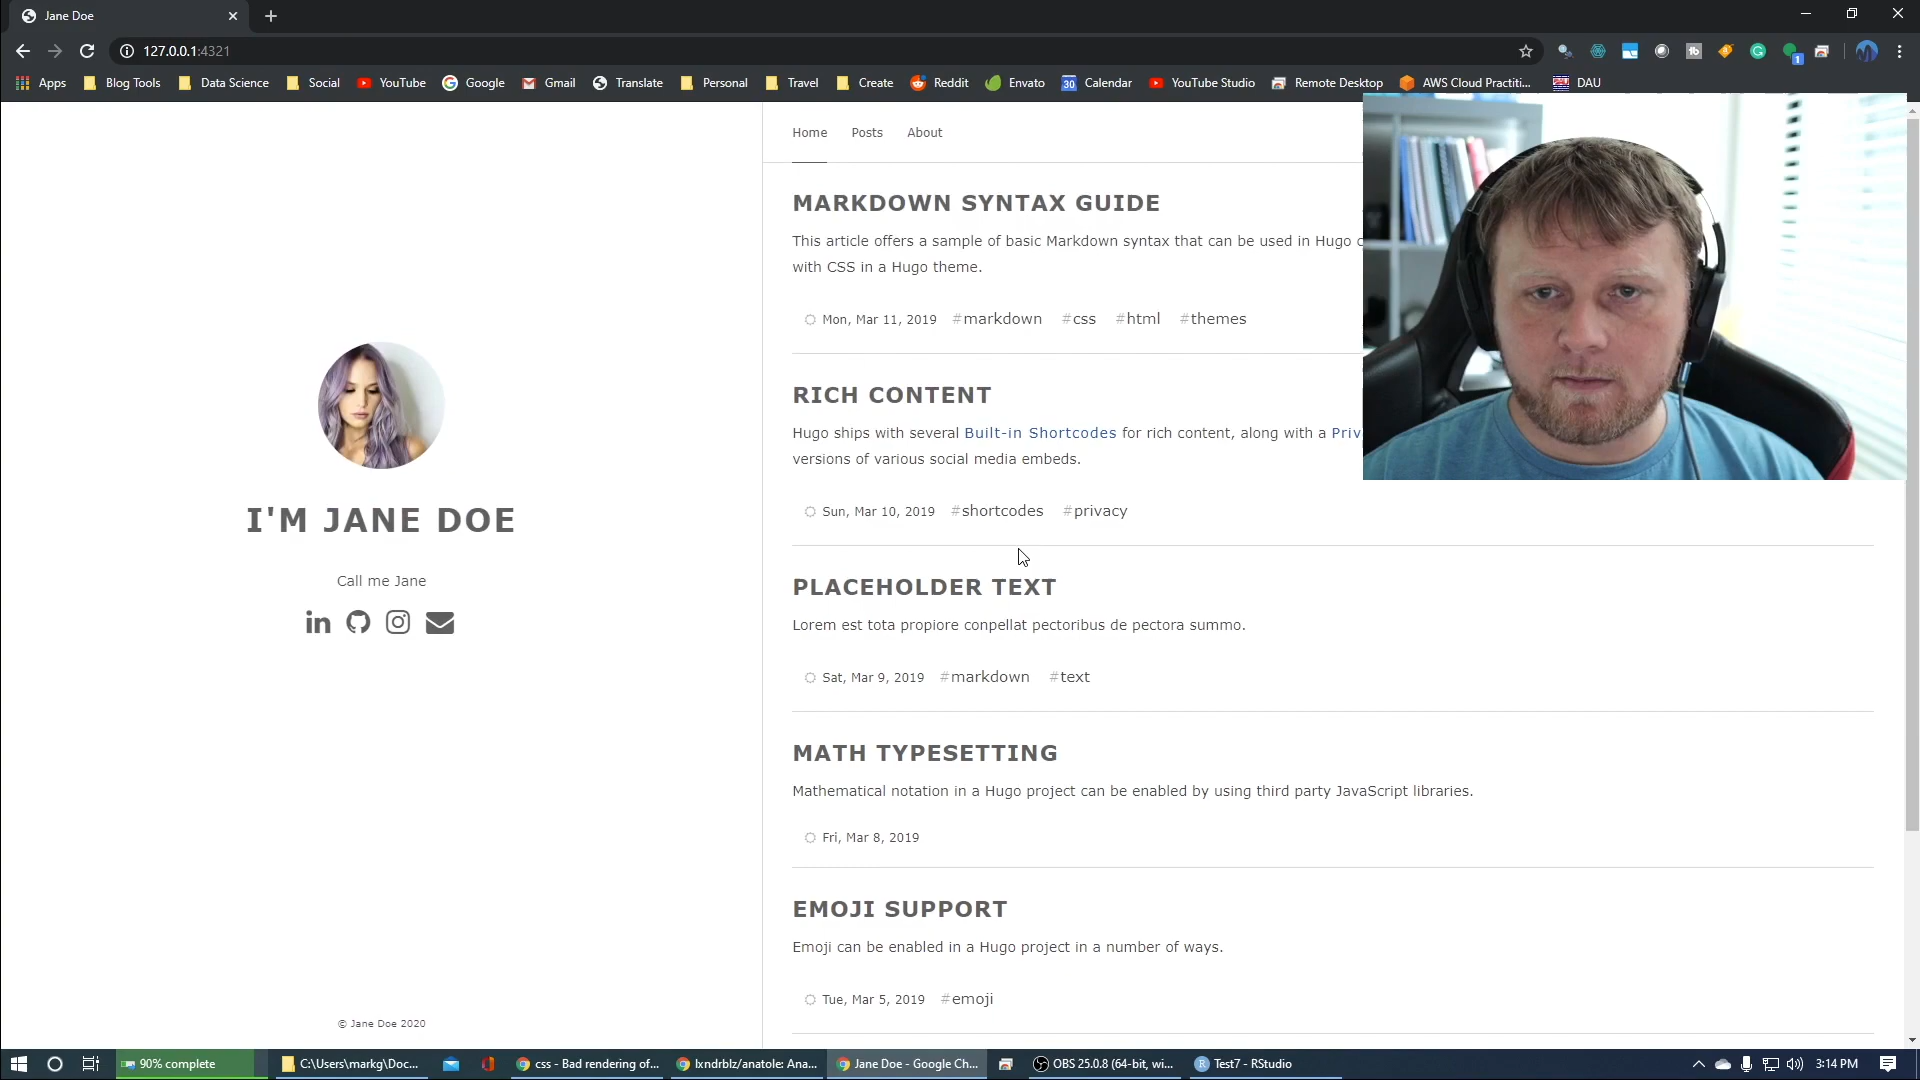 Jane Doe
127.0.0.1:4321
Apps Blog Tools Data Science Social YouTube Google Gmail Translate Personal Travel Create Reddit Envato 30 Calendar YouTube Studio Remote Desktop AWS Cloud Practiti... DAU
Home Posts About
MARKDOWN SYNTAX GUIDE
This article offers a sample of basic Markdown syntax that can be used in Hugo
with CSS in a Hugo theme.
Mon, Mar 11, 2019 #markdown #css #html #themes
RICH CONTENT
Hugo ships with several Built-in Shortcodes for rich content, along with a Priv
versions of various social media embeds.
Sun, Mar 10, 2019 #shortcodes #privacy
PLACEHOLDER TEXT
Lorem est tota propiore conpellat pectoribus de pectora summo.
Sat, Mar 9, 2019 #markdown #text
MATH TYPESETTING
Mathematical notation in a Hugo project can be enabled by using third party JavaScript libraries.
Fri, Mar 8, 2019
EMOJI SUPPORT
Emoji can be enabled in a Hugo project in a number of ways.
Tue, Mar 5, 2019 #emoji
I'M JANE DOE
Call me Jane
© Jane Doe 2020
90% complete C:\Users\markg\Doc... css - Bad rendering of... lxndrblz/anatole: Ana... Jane Doe - Google Ch... OBS 25.0.8 (64-bit, wi... Test7 - RStudio 3:14 PM